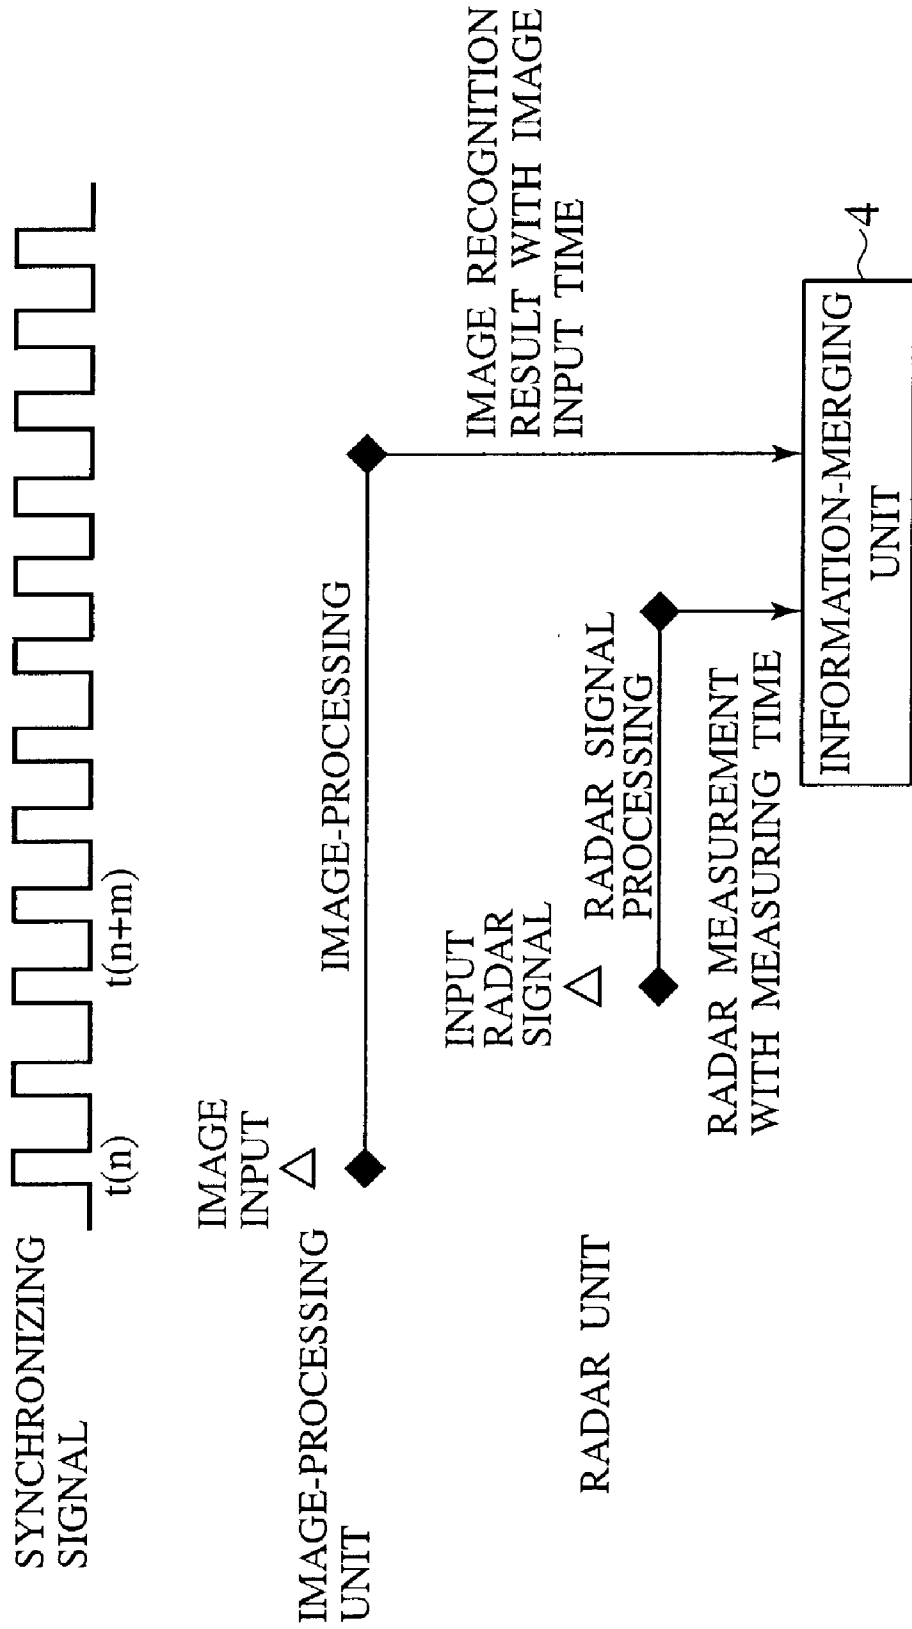 SYNCHRONIZING
SIGNAL
t(n)
t(n+m)
IMAGE
INPUT
IMAGE-PROCESSING
UNIT
IMAGE-PROCESSING
IMAGE RECOGNITION
RESULT WITH IMAGE
INPUT TIME
INPUT
RADAR
SIGNAL
RADAR UNIT
RADAR SIGNAL
PROCESSING
RADAR MEASUREMENT
WITH MEASURING TIME
INFORMATION-MERGING
UNIT
4